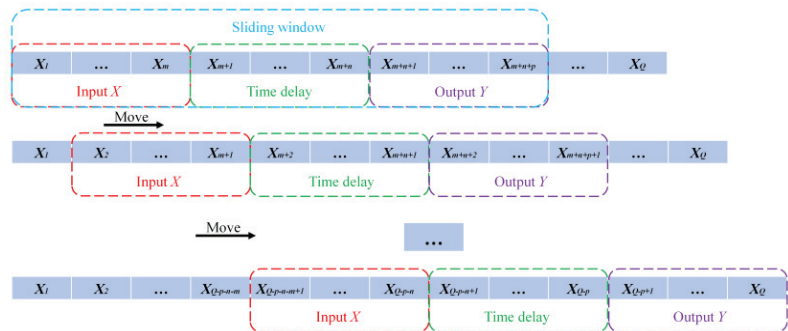 Sliding window
X1 ... Xm Xm+1 ... Xm+n Xm+n+1 ... Xm+n+p ... XQ
Input X Time delay Output Y
Move
X1 X2 ... Xm+1 Xm+2 ... Xm+n+1 Xm+n+2 ... Xm+n+p+1 ... XQ
Input X Time delay Output Y
Move
...
X1 X2 ... XQ-p-n-m XQ-p-n-m+1 ... XQ-p-n XQ-p-n+1 ... XQ-p XQ-p+1 ... XQ
Input X Time delay Output Y